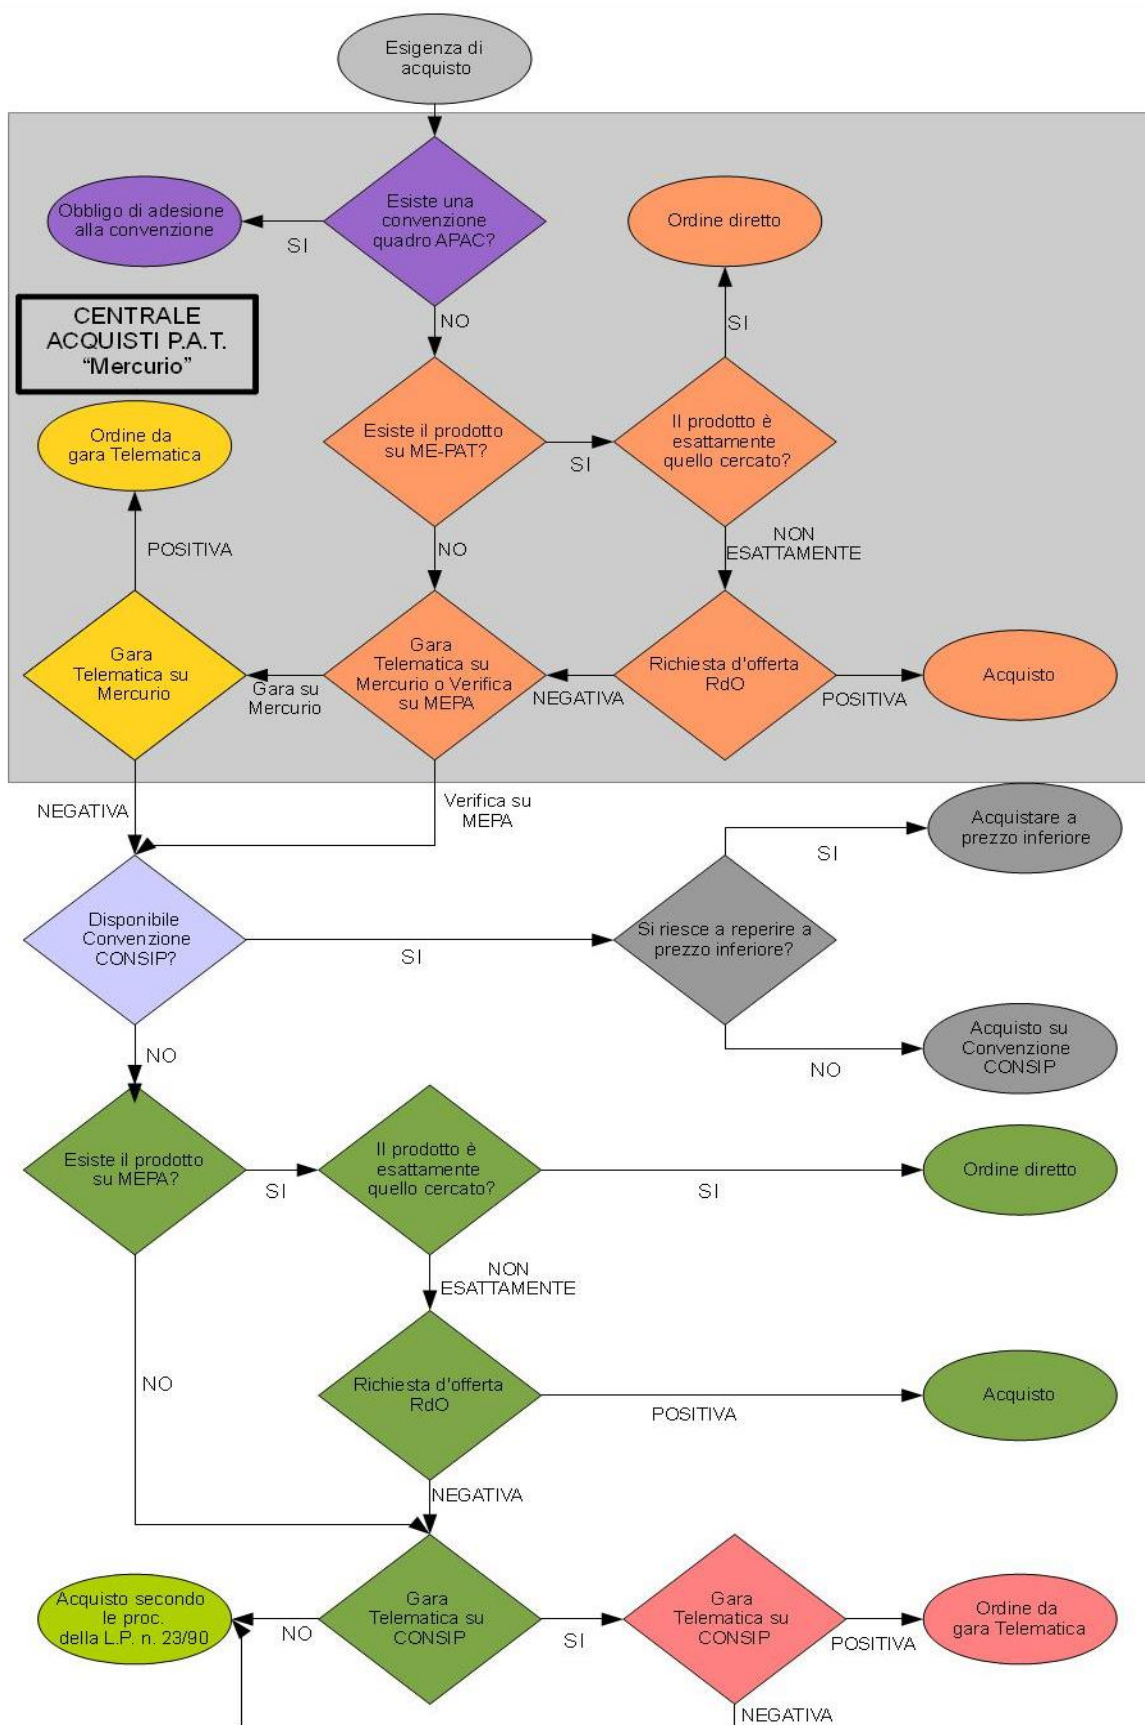 Esigenza di
acquisto
Esiste una
convenzione
quadro APAC?
SI
Obbligo di adesione
alla convenzione
Ordine diretto
CENTRALE
ACQUISTI P.A.T.
“Mercurio”
NO
SI
Esiste il prodotto
su ME-PAT?
SI
Il prodotto è
esattamente
quello cercato?
Ordine da
gara Telematica
POSITIVA
NO
NON
ESATTAMENTE
Gara
Telematica su
Mercurio
Gara su
Mercurio
Gara
Telematica su
Mercurio o Verifica
su MEPA
NEGATIVA
Richiesta d'offerta
RdO
POSITIVA
Acquisto
NEGATIVA
Verifica su
MEPA
Acquistare a
prezzo inferiore
SI
Disponibile
Convenzione
CONSIP?
SI
Si riesce a reperire a
prezzo inferiore?
NO
Acquisto su
Convenzione
CONSIP
NO
Esiste il prodotto
su MEPA?
SI
Il prodotto è
esattamente
quello cercato?
SI
Ordine diretto
NON
ESATTAMENTE
NO
Richiesta d'offerta
RdO
POSITIVA
Acquisto
NEGATIVA
Acquisto secondo
le proc.
della L.P. n. 23/90
NO
Gara
Telematica su
CONSIP
SI
Gara
Telematica su
CONSIP
POSITIVA
Ordine da
gara Telematica
NEGATIVA